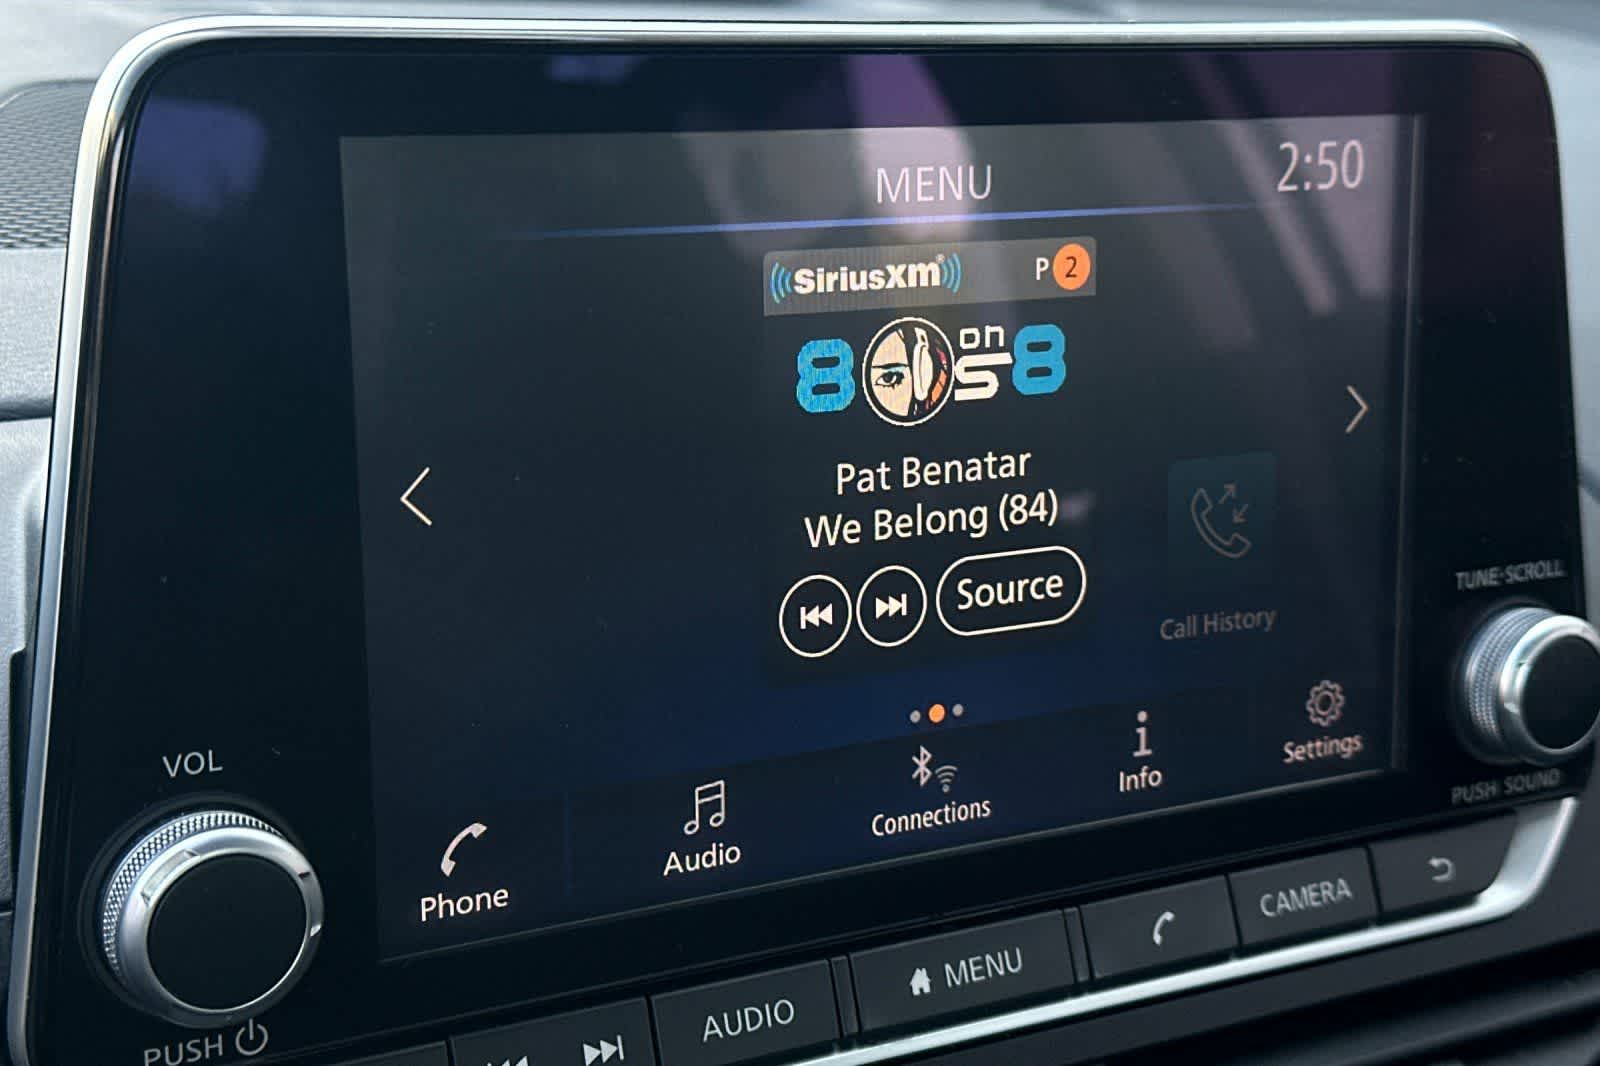 MENU
2:50
SiriusXm®
P 2
80s on 8
Pat Benatar
We Belong (84)
Source
Call History
TUNE·SCROLL
PUSH SOUND
VOL
PUSH
Phone
Audio
Connections
Info
Settings
AUDIO
MENU
CAMERA